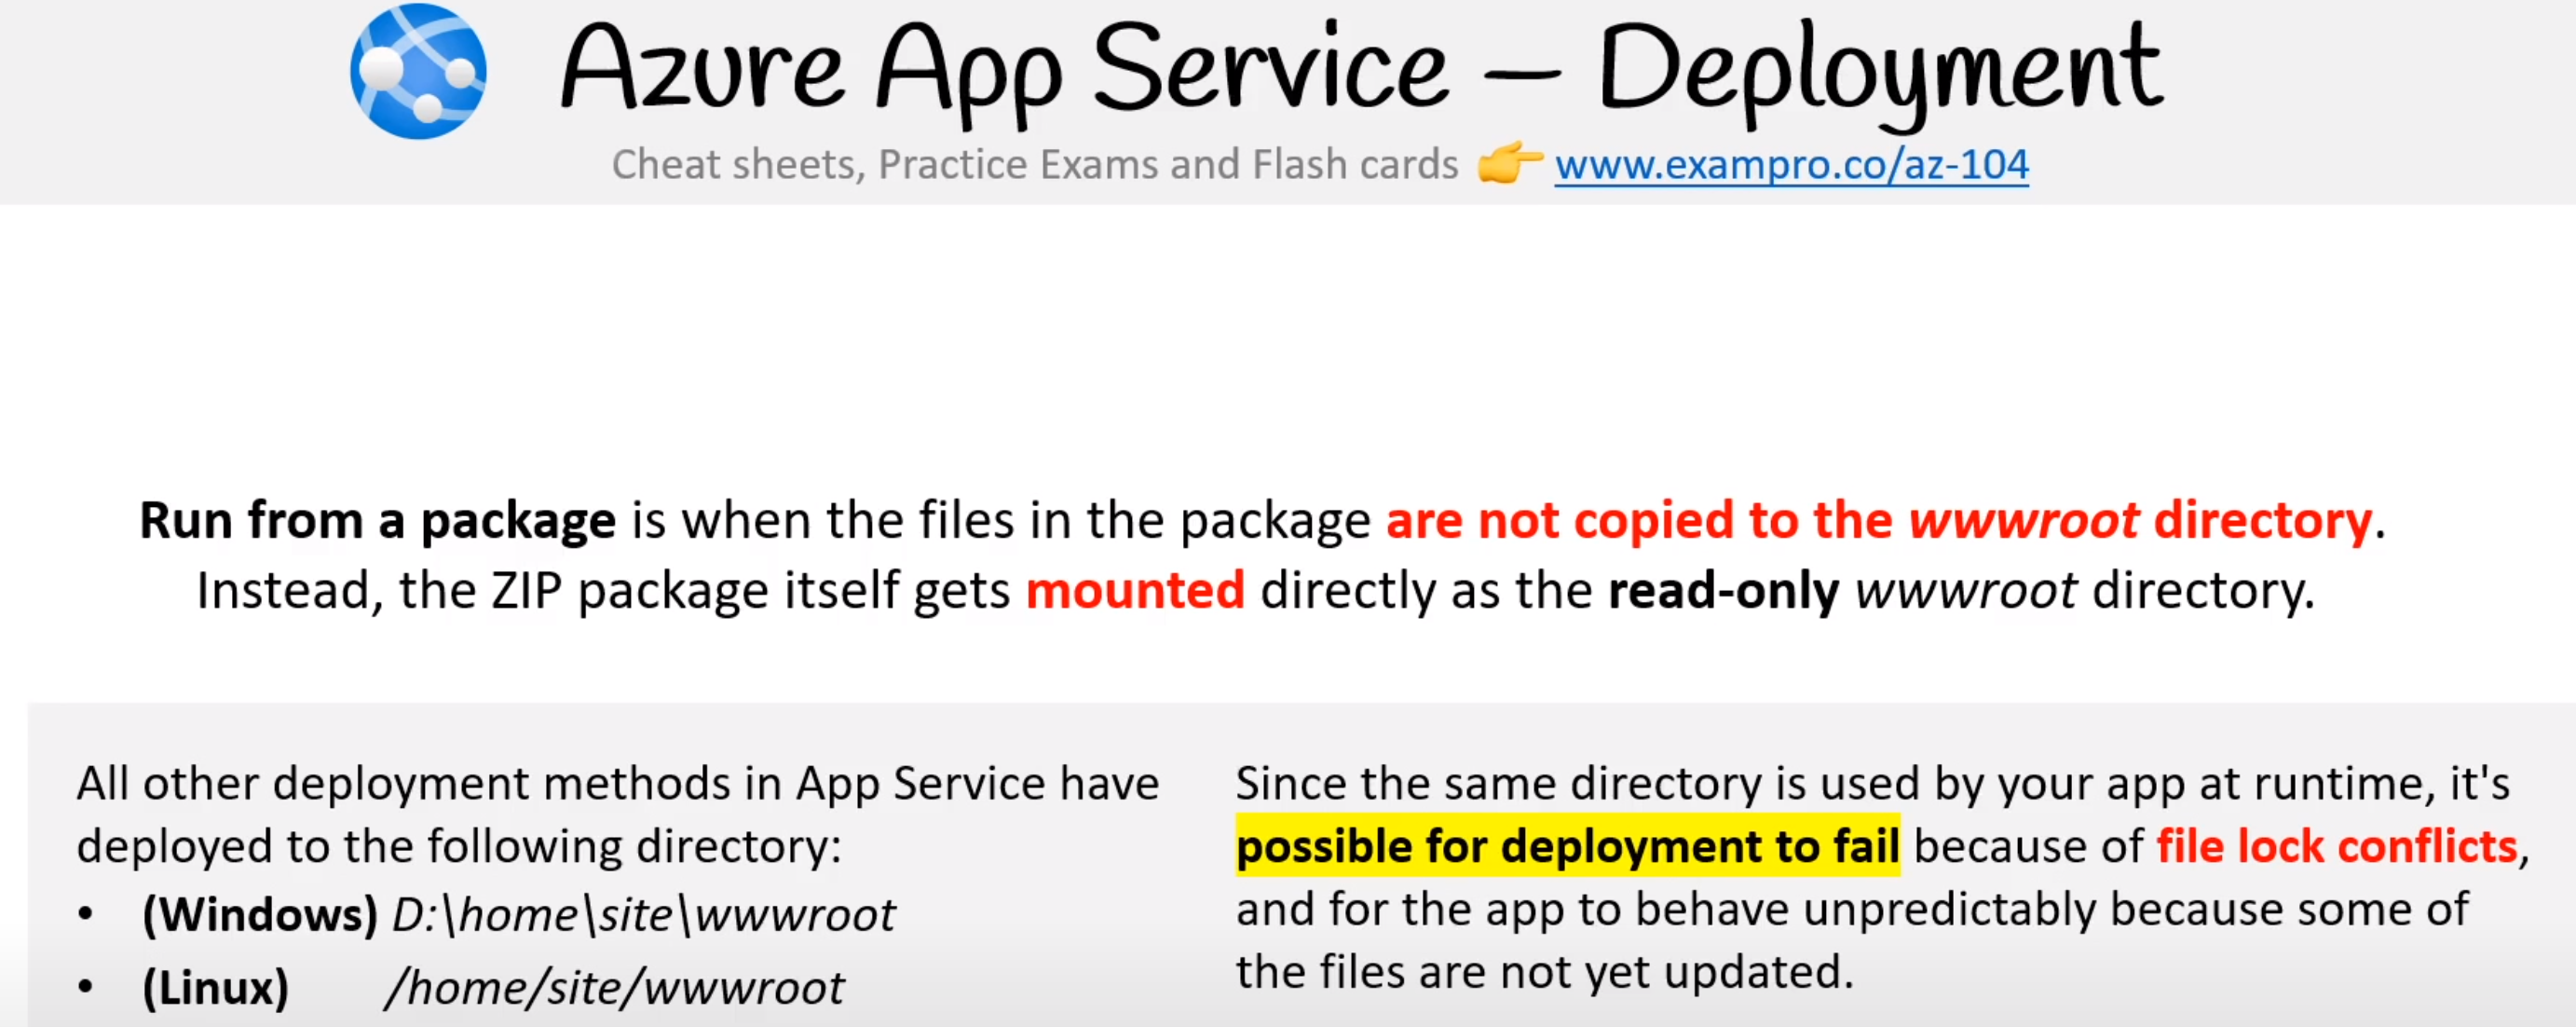 Azure App Service – Deployment
Cheat sheets, Practice Exams and Flash cards 👉 www.exampro.co/az-104
Run from a package is when the files in the package are not copied to the wwwroot directory.
Instead, the ZIP package itself gets mounted directly as the read-only wwwroot directory.
All other deployment methods in App Service have
deployed to the following directory:
• (Windows) D:\home\site\wwwroot
• (Linux) /home/site/wwwroot
Since the same directory is used by your app at runtime, it's
possible for deployment to fail because of file lock conflicts,
and for the app to behave unpredictably because some of
the files are not yet updated.